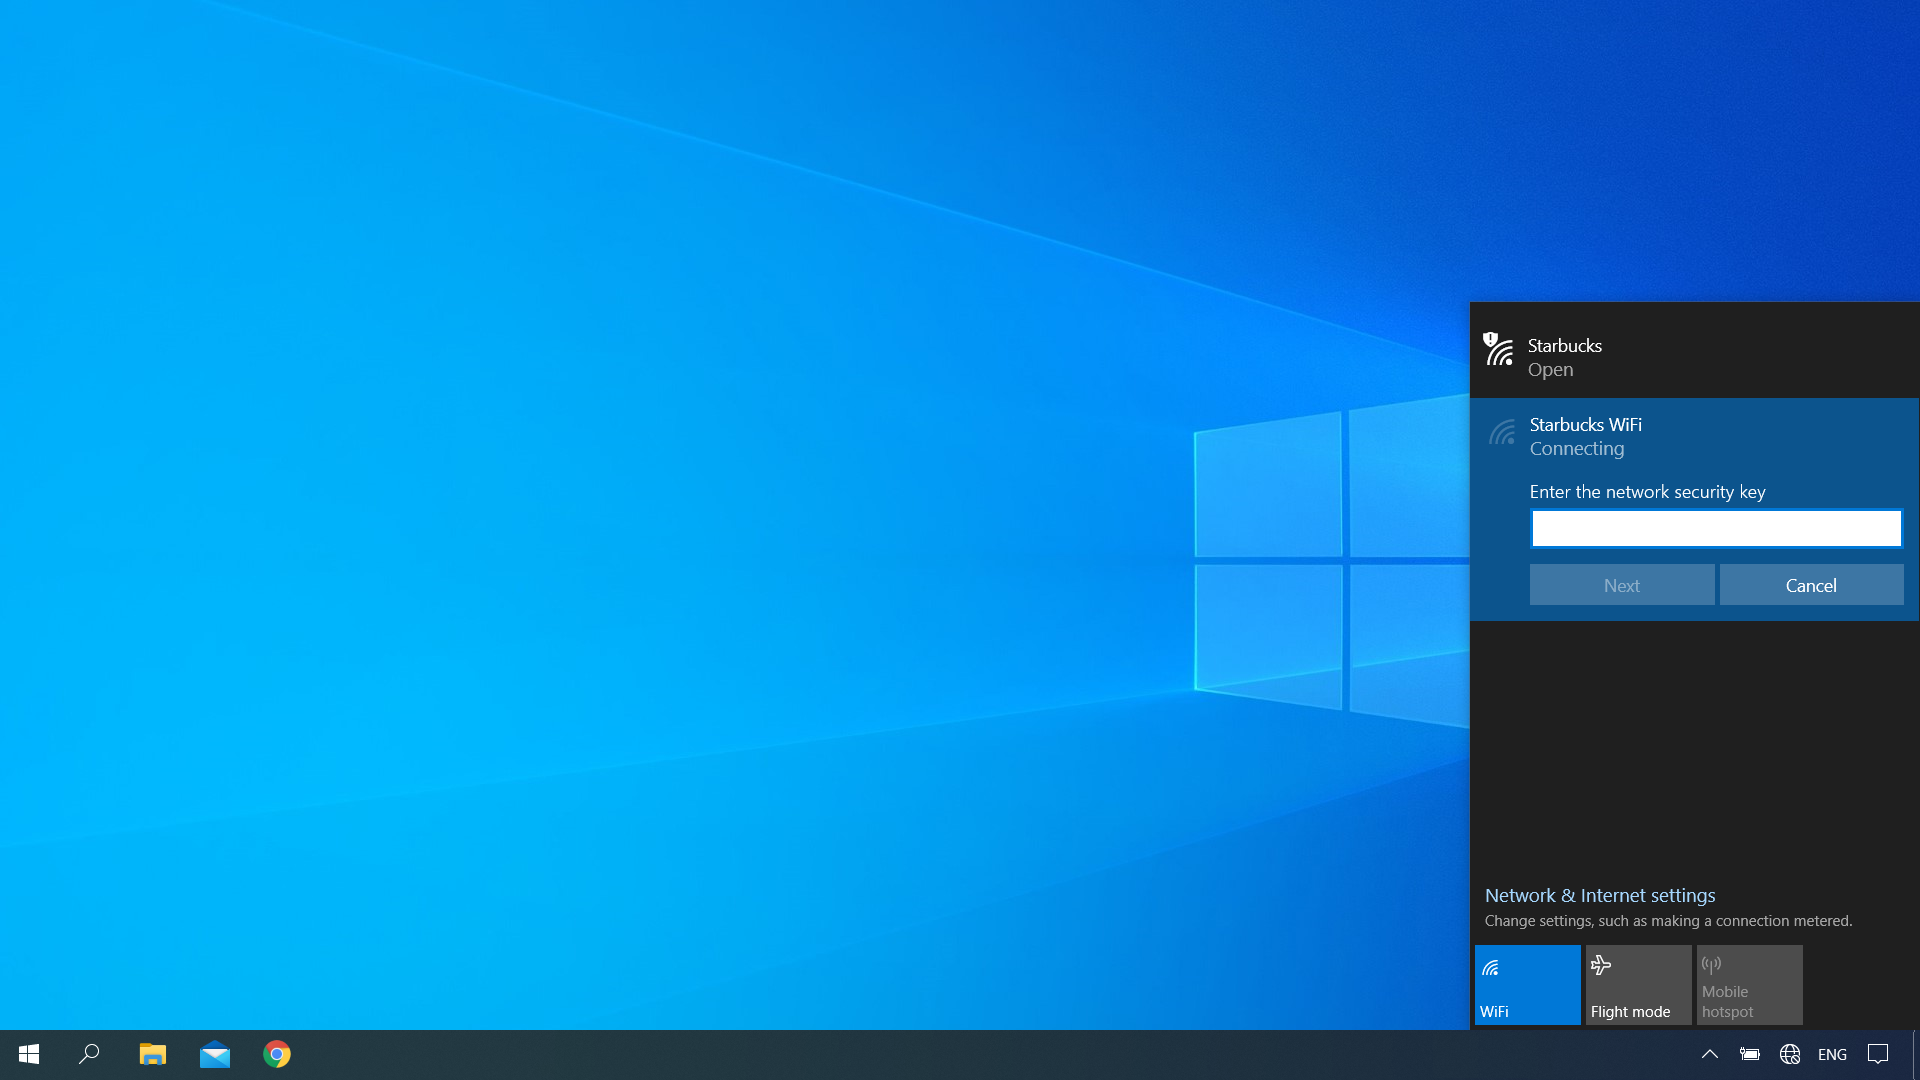 Starbucks
Open
Starbucks WiFi
Connecting
Enter the network security key
Next
Cancel
Network & Internet settings
Change settings, such as making a connection metered.
WiFi
Flight mode
Mobile
hotspot
ENG